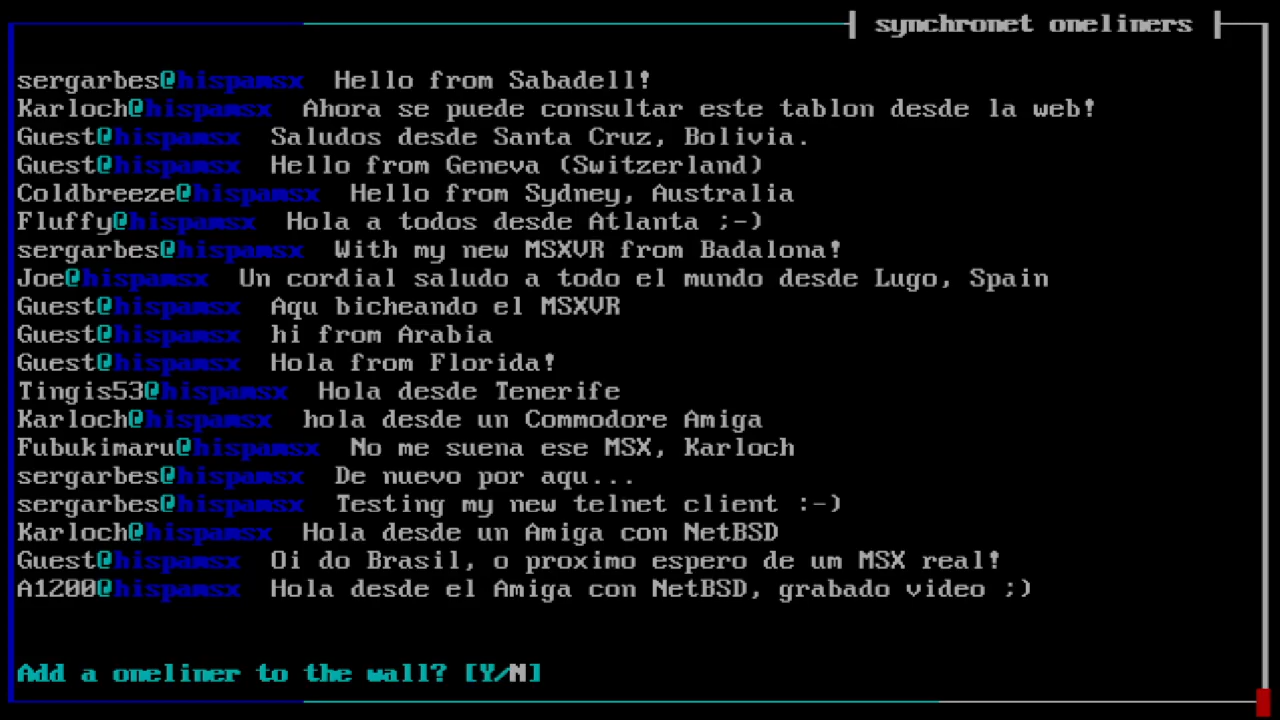 synchronet oneliners
sergarbes@hispamsx  Hello from Sabadell!
Karloch@hispamsx  Ahora se puede consultar este tablon desde la web!
Guest@hispamsx  Saludos desde Santa Cruz, Bolivia.
Guest@hispamsx  Hello from Geneva (Switzerland)
Coldbreeze@hispamsx  Hello from Sydney, Australia
Fluffy@hispamsx  Hola a todos desde Atlanta ;-)
sergarbes@hispamsx  With my new MSXVR from Badalona!
Joe@hispamsx  Un cordial saludo a todo el mundo desde Lugo, Spain
Guest@hispamsx  Aqu bicheando el MSXVR
Guest@hispamsx  hi from Arabia
Guest@hispamsx  Hola from Florida!
Tingis53@hispamsx  Hola desde Tenerife
Karloch@hispamsx  hola desde un Commodore Amiga
Fubukimaru@hispamsx  No me suena ese MSX, Karloch
sergarbes@hispamsx  De nuevo por aqu...
sergarbes@hispamsx  Testing my new telnet client :-)
Karloch@hispamsx  Hola desde un Amiga con NetBSD
Guest@hispamsx  Oi do Brasil, o proximo espero de um MSX real!
A1200@hispamsx  Hola desde el Amiga con NetBSD, grabado video ;)
Add a oneliner to the wall? [Y/N]